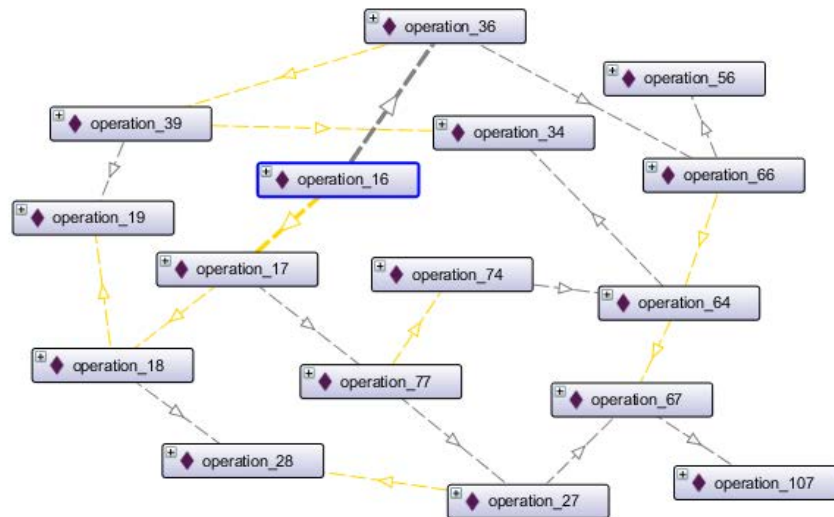 operation_36
operation_56
operation_39
operation_34
operation_66
operation_16
operation_19
operation_17
operation_74
operation_64
operation_18
operation_77
operation_67
operation_28
operation_107
operation_27